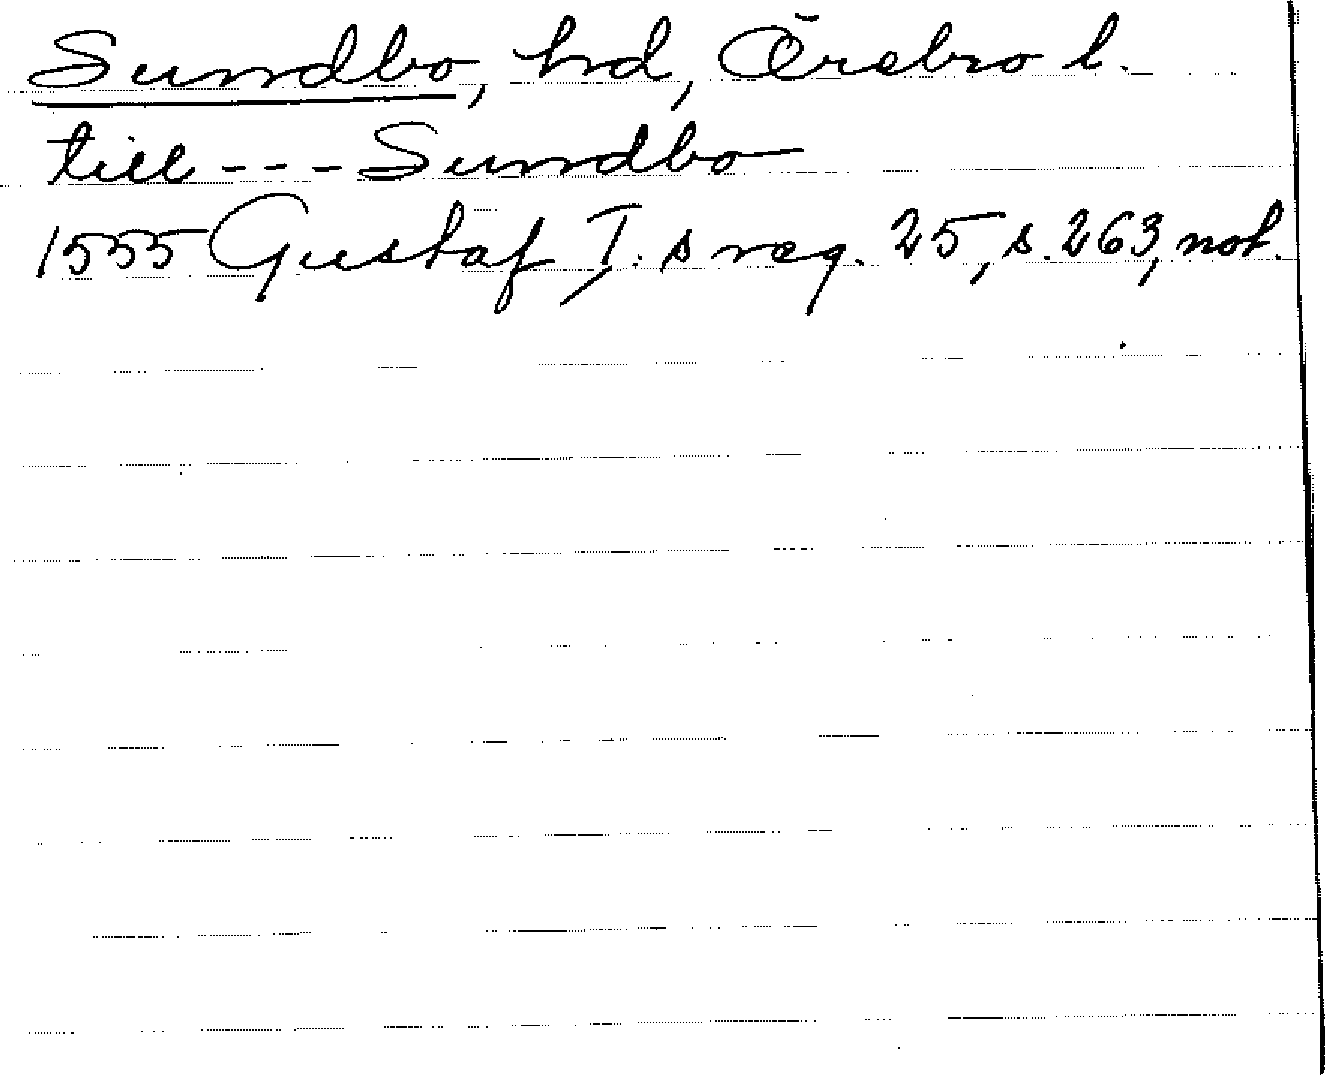 Sundbo, hd, Örebro l.
till --- Sundbo
1555 Gustaf I:s reg. 25, s. 263, not.